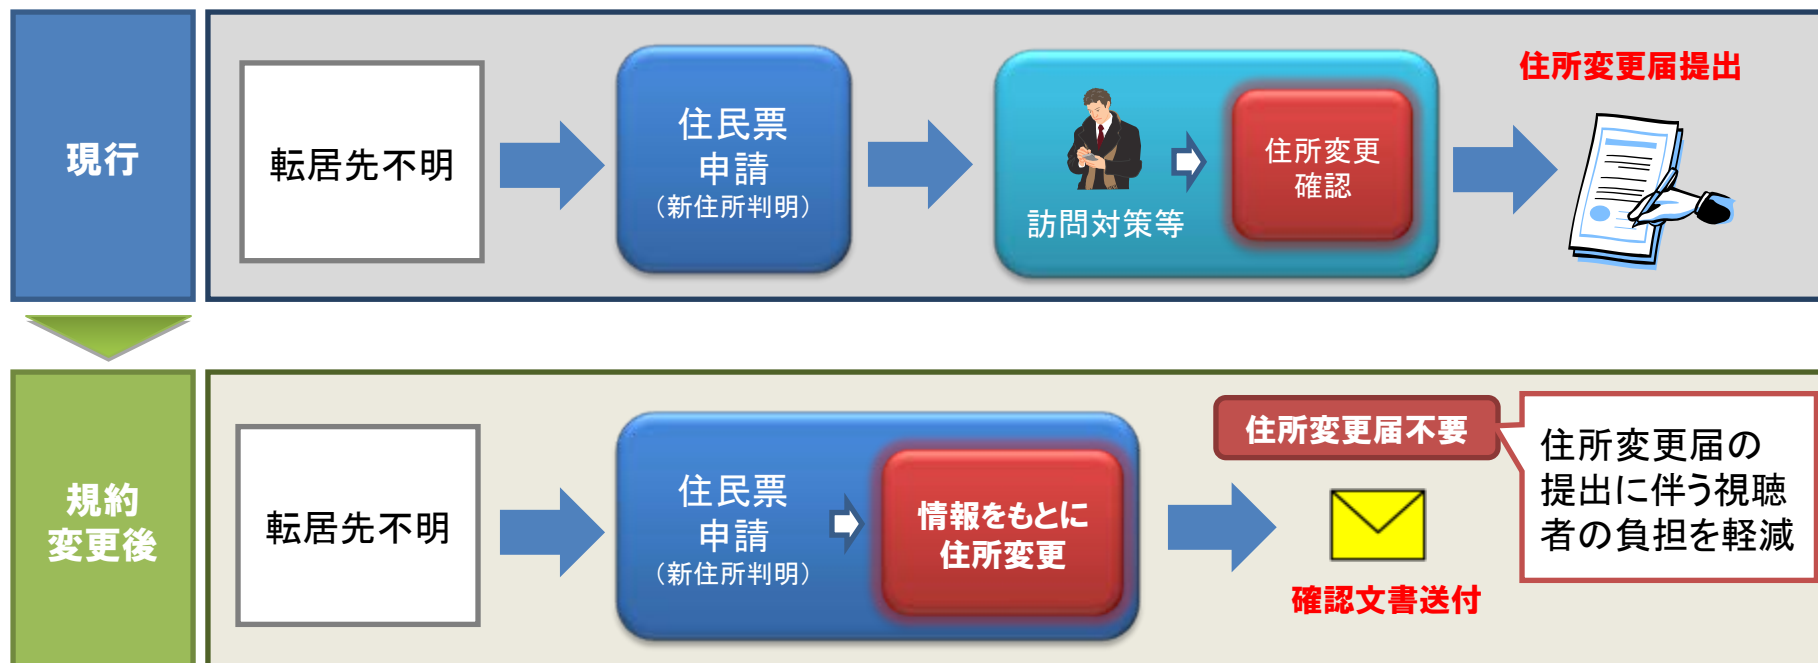 現行
転居先不明
住民票
申請
（新住所判明）
訪問対策等
住所変更
確認
住所変更届提出
規約
変更後
転居先不明
住民票
申請
（新住所判明）
情報をもとに
住所変更
住所変更届不要
確認文書送付
住所変更届の
提出に伴う視聴
者の負担を軽減